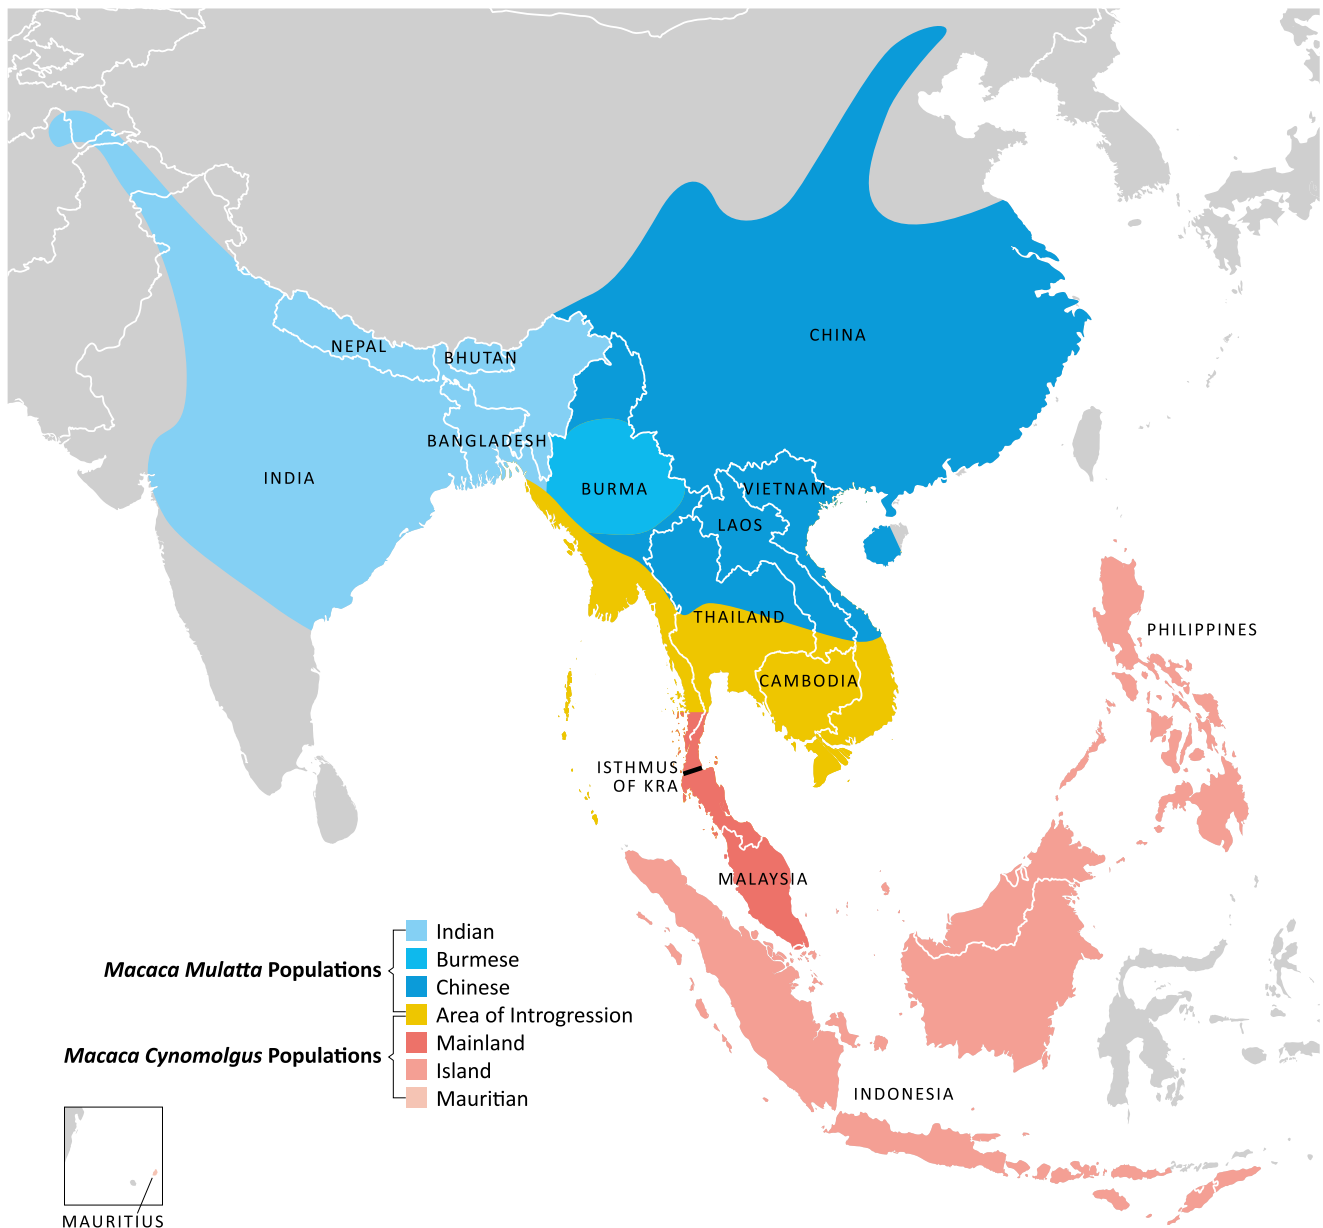 CHINA
NEPAL
BHUTAN
BANGLADESH
INDIA
BURMA
VIETNAM
LAOS
THAILAND
PHILIPPINES
CAMBODIA
ISTHMUS
OF KRA
MALAYSIA
INDONESIA
Macaca Mulatta Populations
Indian
Burmese
Chinese
Area of Introgression
Macaca Cynomolgus Populations
Mainland
Island
Mauritian
MAURITIUS